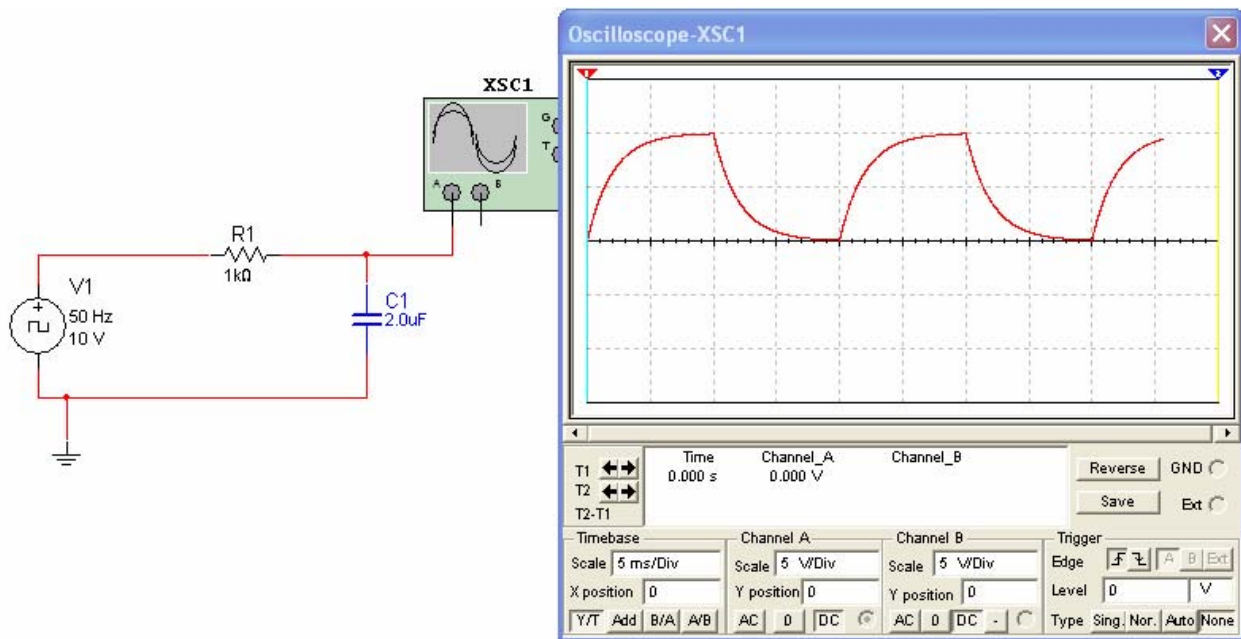 XSC1
G
T
A
B
R1
1kΩ
V1
50 Hz
10 V
C1
2.0uF
Oscilloscope-XSC1
1
2
Time Channel_A Channel_B
T1 0.000 s 0.000 V
T2
T2-T1
Reverse GND
Save Ext
Timebase
Scale 5 ms/Div
X position 0
Y/T Add B/A A/B
Channel A
Scale 5 V/Div
Y position 0
AC 0 DC
Channel B
Scale 5 V/Div
Y position 0
AC 0 DC -
Trigger
Edge A B Ext
Level 0 V
Type Sing. Nor. Auto None